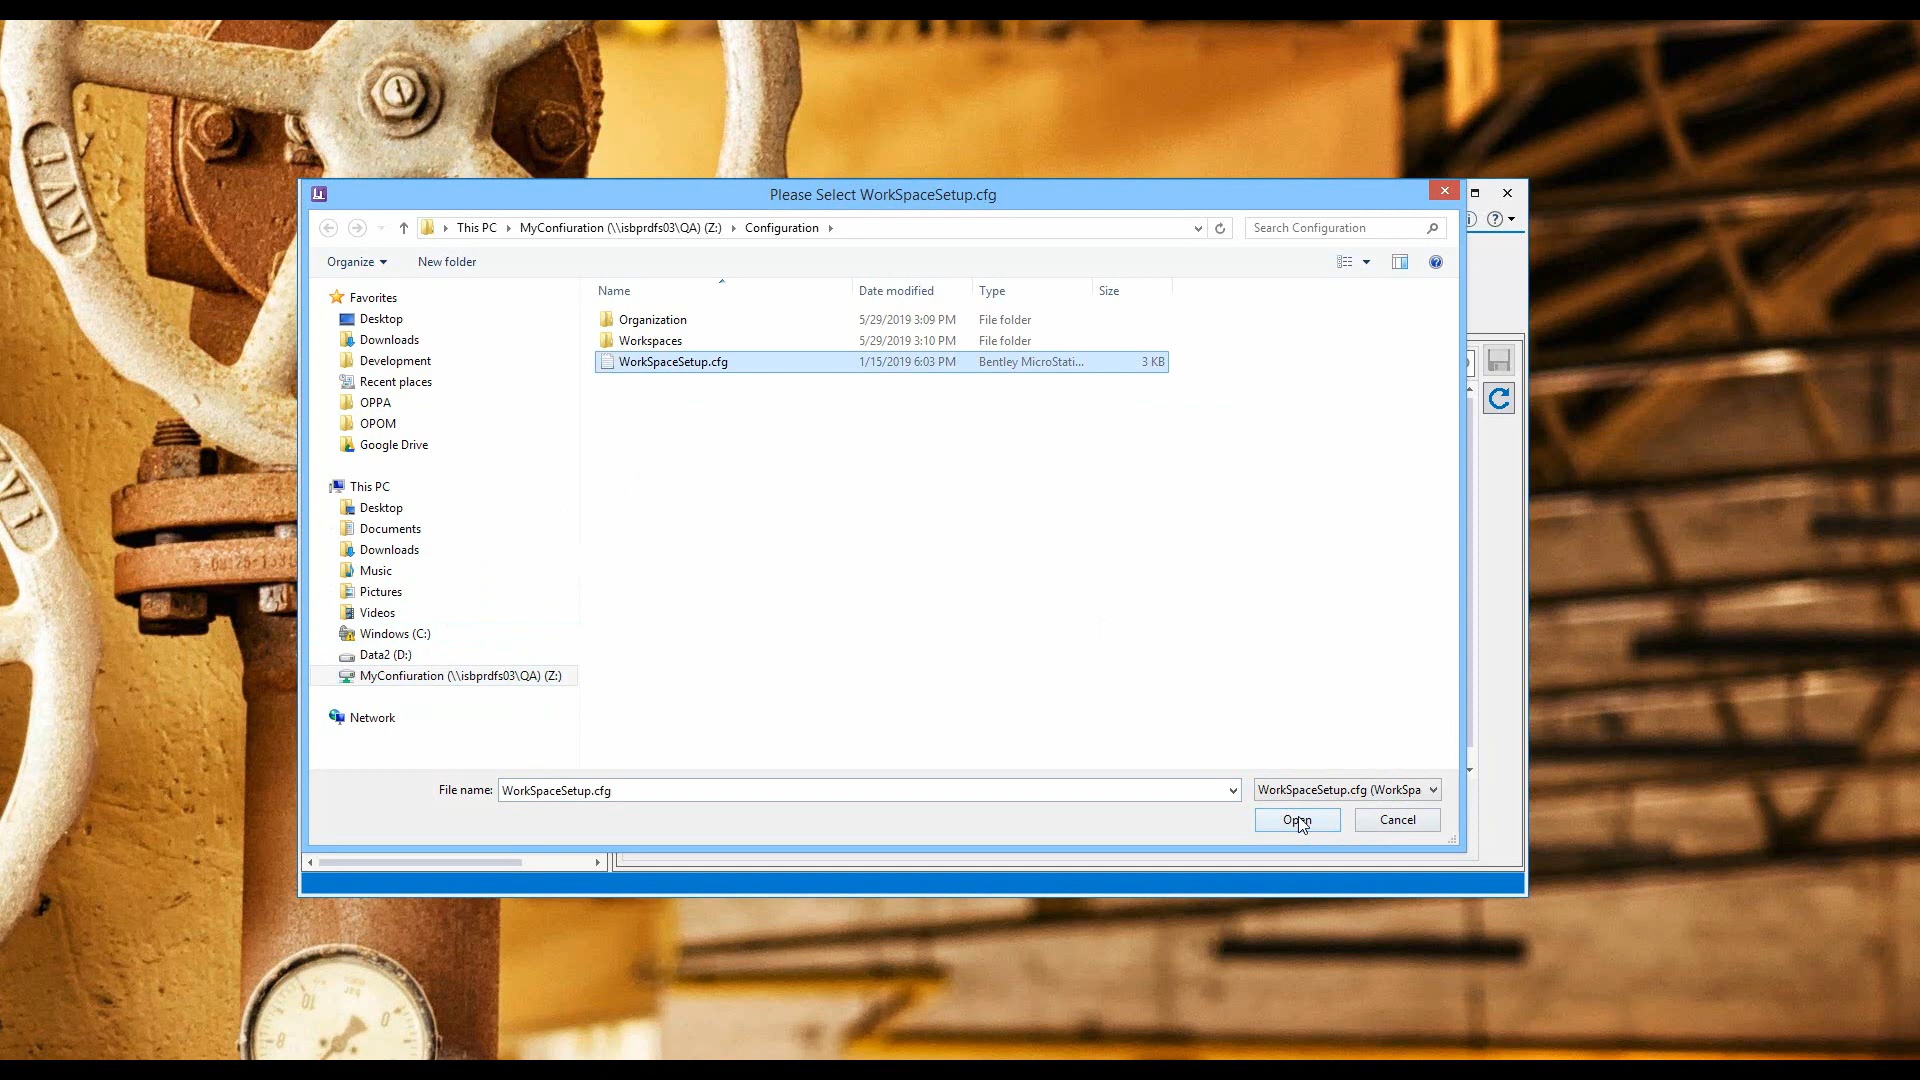 Please Select WorkSpaceSetup.cfg
This PC MyConfiuration (\\isbprdfs03\QA) (Z:) Configuration
Search Configuration
Organize
New folder
Name Date modified Type Size
Organization 5/29/2019 3:09 PM File folder
Workspaces 5/29/2019 3:10 PM File folder
WorkSpaceSetup.cfg 1/15/2019 6:03 PM Bentley MicroStati... 3 KB
Favorites
Desktop
Downloads
Development
Recent places
OPPA
OPOM
Google Drive
This PC
Desktop
Documents
Downloads
Music
Pictures
Videos
Windows (C:)
Data2 (D:)
MyConfiuration (\\isbprdfs03\QA) (Z:)
Network
File name: WorkSpaceSetup.cfg
WorkSpaceSetup.cfg (WorkSpa
Open
Cancel
KVI
10
8
0